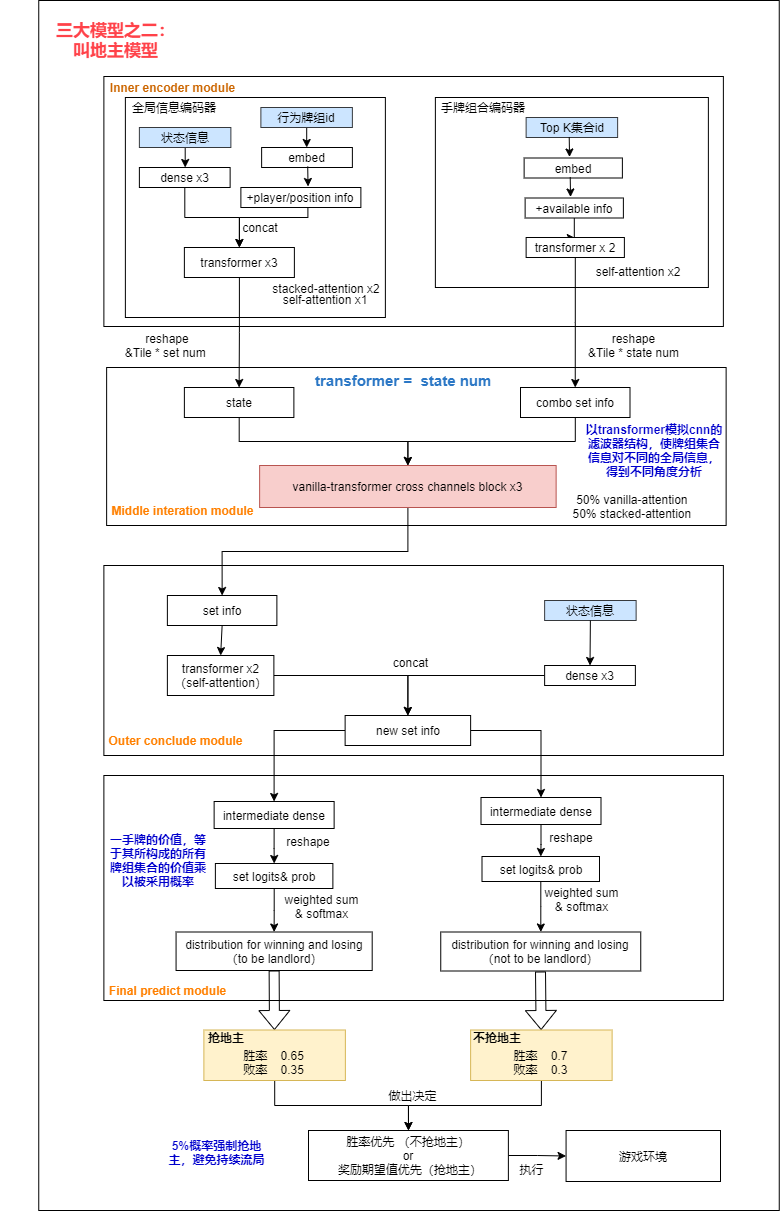 三大模型之二：
叫地主模型
Inner encoder module
全局信息编码器
状态信息
dense x3
行为牌组id
embed
+player/position info
concat
transformer x3
stacked-attention x2
self-attention x1
手牌组合编码器
Top K集合id
embed
+available info
transformer x 2
self-attention x2
reshape
&Tile * set num
reshape
&Tile * state num
transformer = state num
state
combo set info
以transformer模拟cnn的
滤波器结构，使牌组集合
信息对不同的全局信息，
得到不同角度分析
vanilla-transformer cross channels block x3
50% vanilla-attention
50% stacked-attention
Middle interation module
set info
状态信息
transformer x2
（self-attention）
concat
dense x3
new set info
Outer conclude module
intermediate dense
intermediate dense
一手牌的价值，等
于其所构成的所有
牌组集合的价值乘
以被采用概率
reshape
reshape
set logits& prob
set logits& prob
weighted sum
& softmax
weighted sum
& softmax
distribution for winning and losing
（to be landlord）
distribution for winning and losing
（not to be landlord）
Final predict module
抢地主
胜率 0.65
败率 0.35
不抢地主
胜率 0.7
败率 0.3
做出决定
5%概率强制抢地
主，避免持续流局
胜率优先 （不抢地主）
or
奖励期望值优先（抢地主）
执行
游戏环境